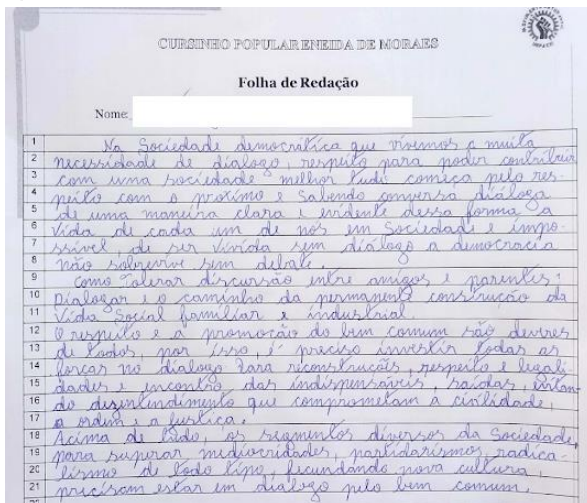 CURSINHO POPULAR ENEIDA DE MORAES
Folha de Redação
Nome:
1 Na Sociedade democrática que vivemos a muita
2 necessidade de dialogo, respeito para poder contribuir
3 com uma sociedade melhor tudo começa pelo res-
4 peito com o proximo e Sabendo conversa diáloga
5 de uma maneira clara e evidente dessa forma a
6 vida de cada um de nos em Sociedade e impo-
7 ssível, de ser vivida sem diálogo a democracia
8 não sobrevive sem debate.
9 Como Tolerar discursão entre amigos e parentes;
10 Dialogar e o caminho da permanente construção da
11 Vida Social familiar e industrial.
12 O respeito e a promoção do bem comum são devires
13 de todos, por isso, é preciso investir todas as
14 forças no dialogo para reconstrucões, respeito e legali
15 dades e encontro das indispensáveis, saídas, evitan
16 do desentendimento que comprometam a civilidade,
17 a ordem e a justiça.
18 Acima de tudo, os segmentos diversos da Sociedade,
19 para superar mediocridades, partidarismos, radica-
20 lismo de todo tipo, fecundando nova cultura,
21 precisam estar em diálogo pelo bem comum.